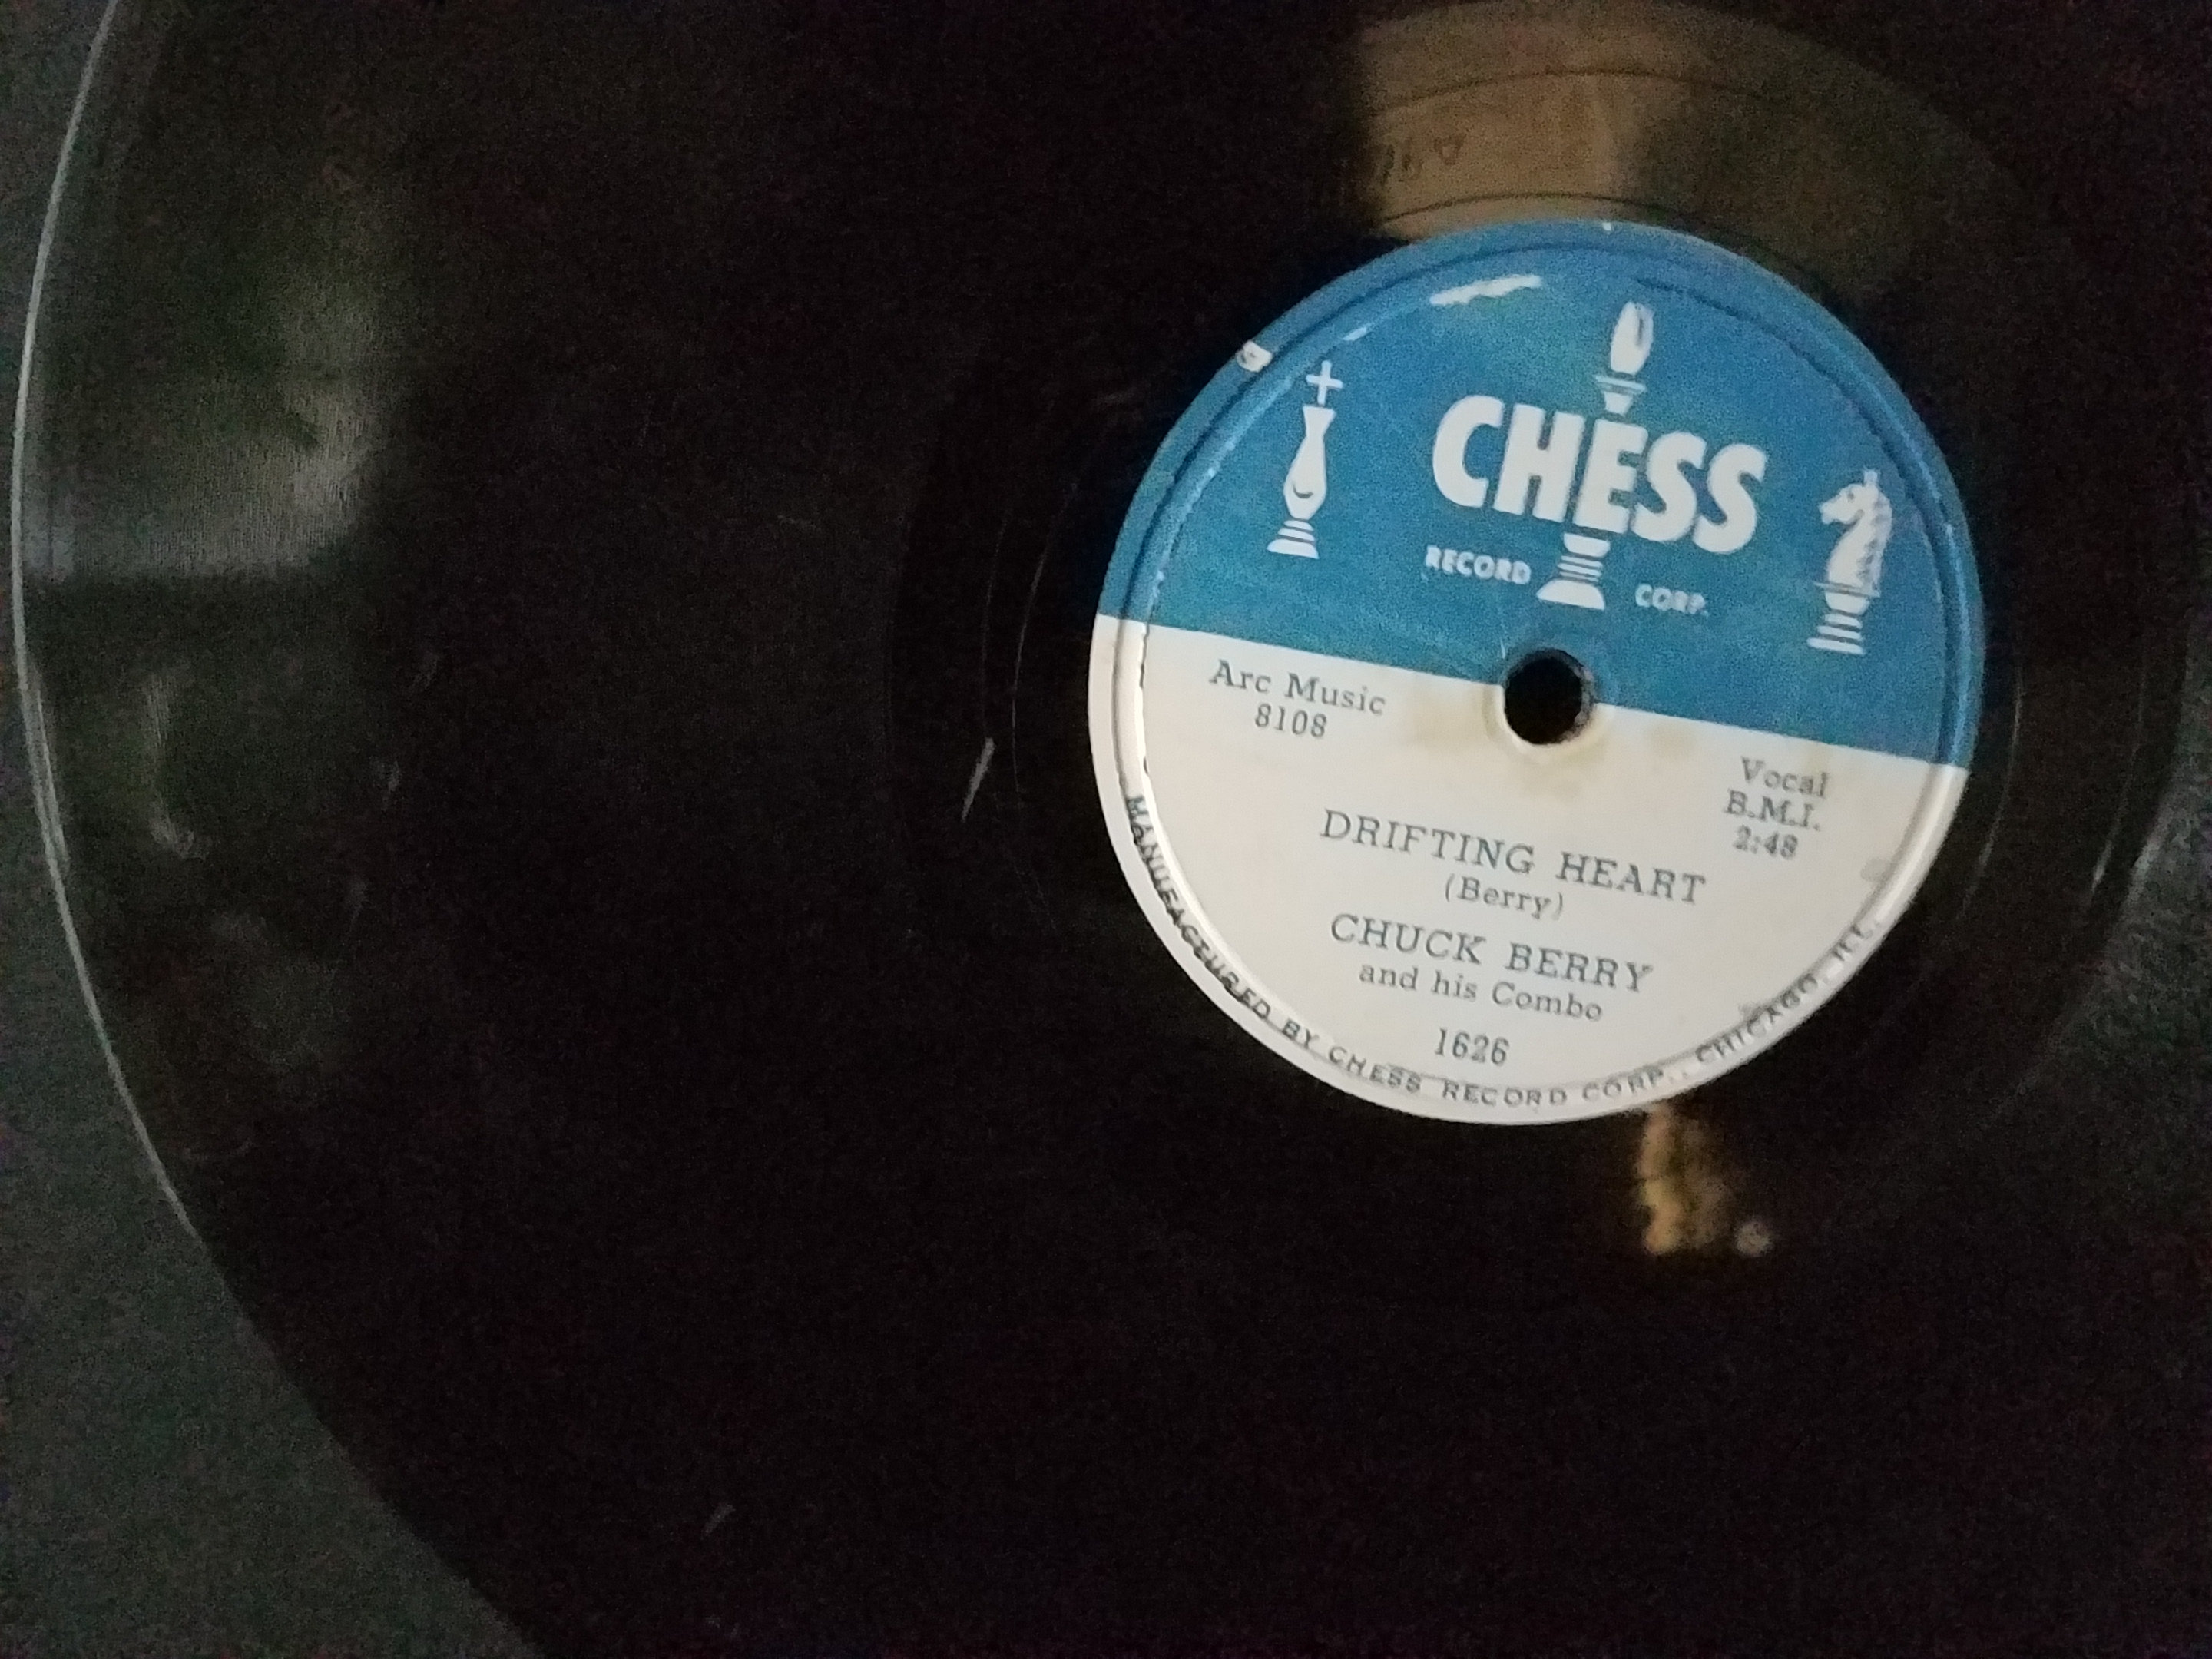 CHESS
RECORD CORP.
Arc Music
8108
Vocal
B.M.I.
2:48
DRIFTING HEART
(Berry)
CHUCK BERRY
and his Combo
1626
MANUFACTURED BY CHESS RECORD CORP., CHICAGO, ILL.